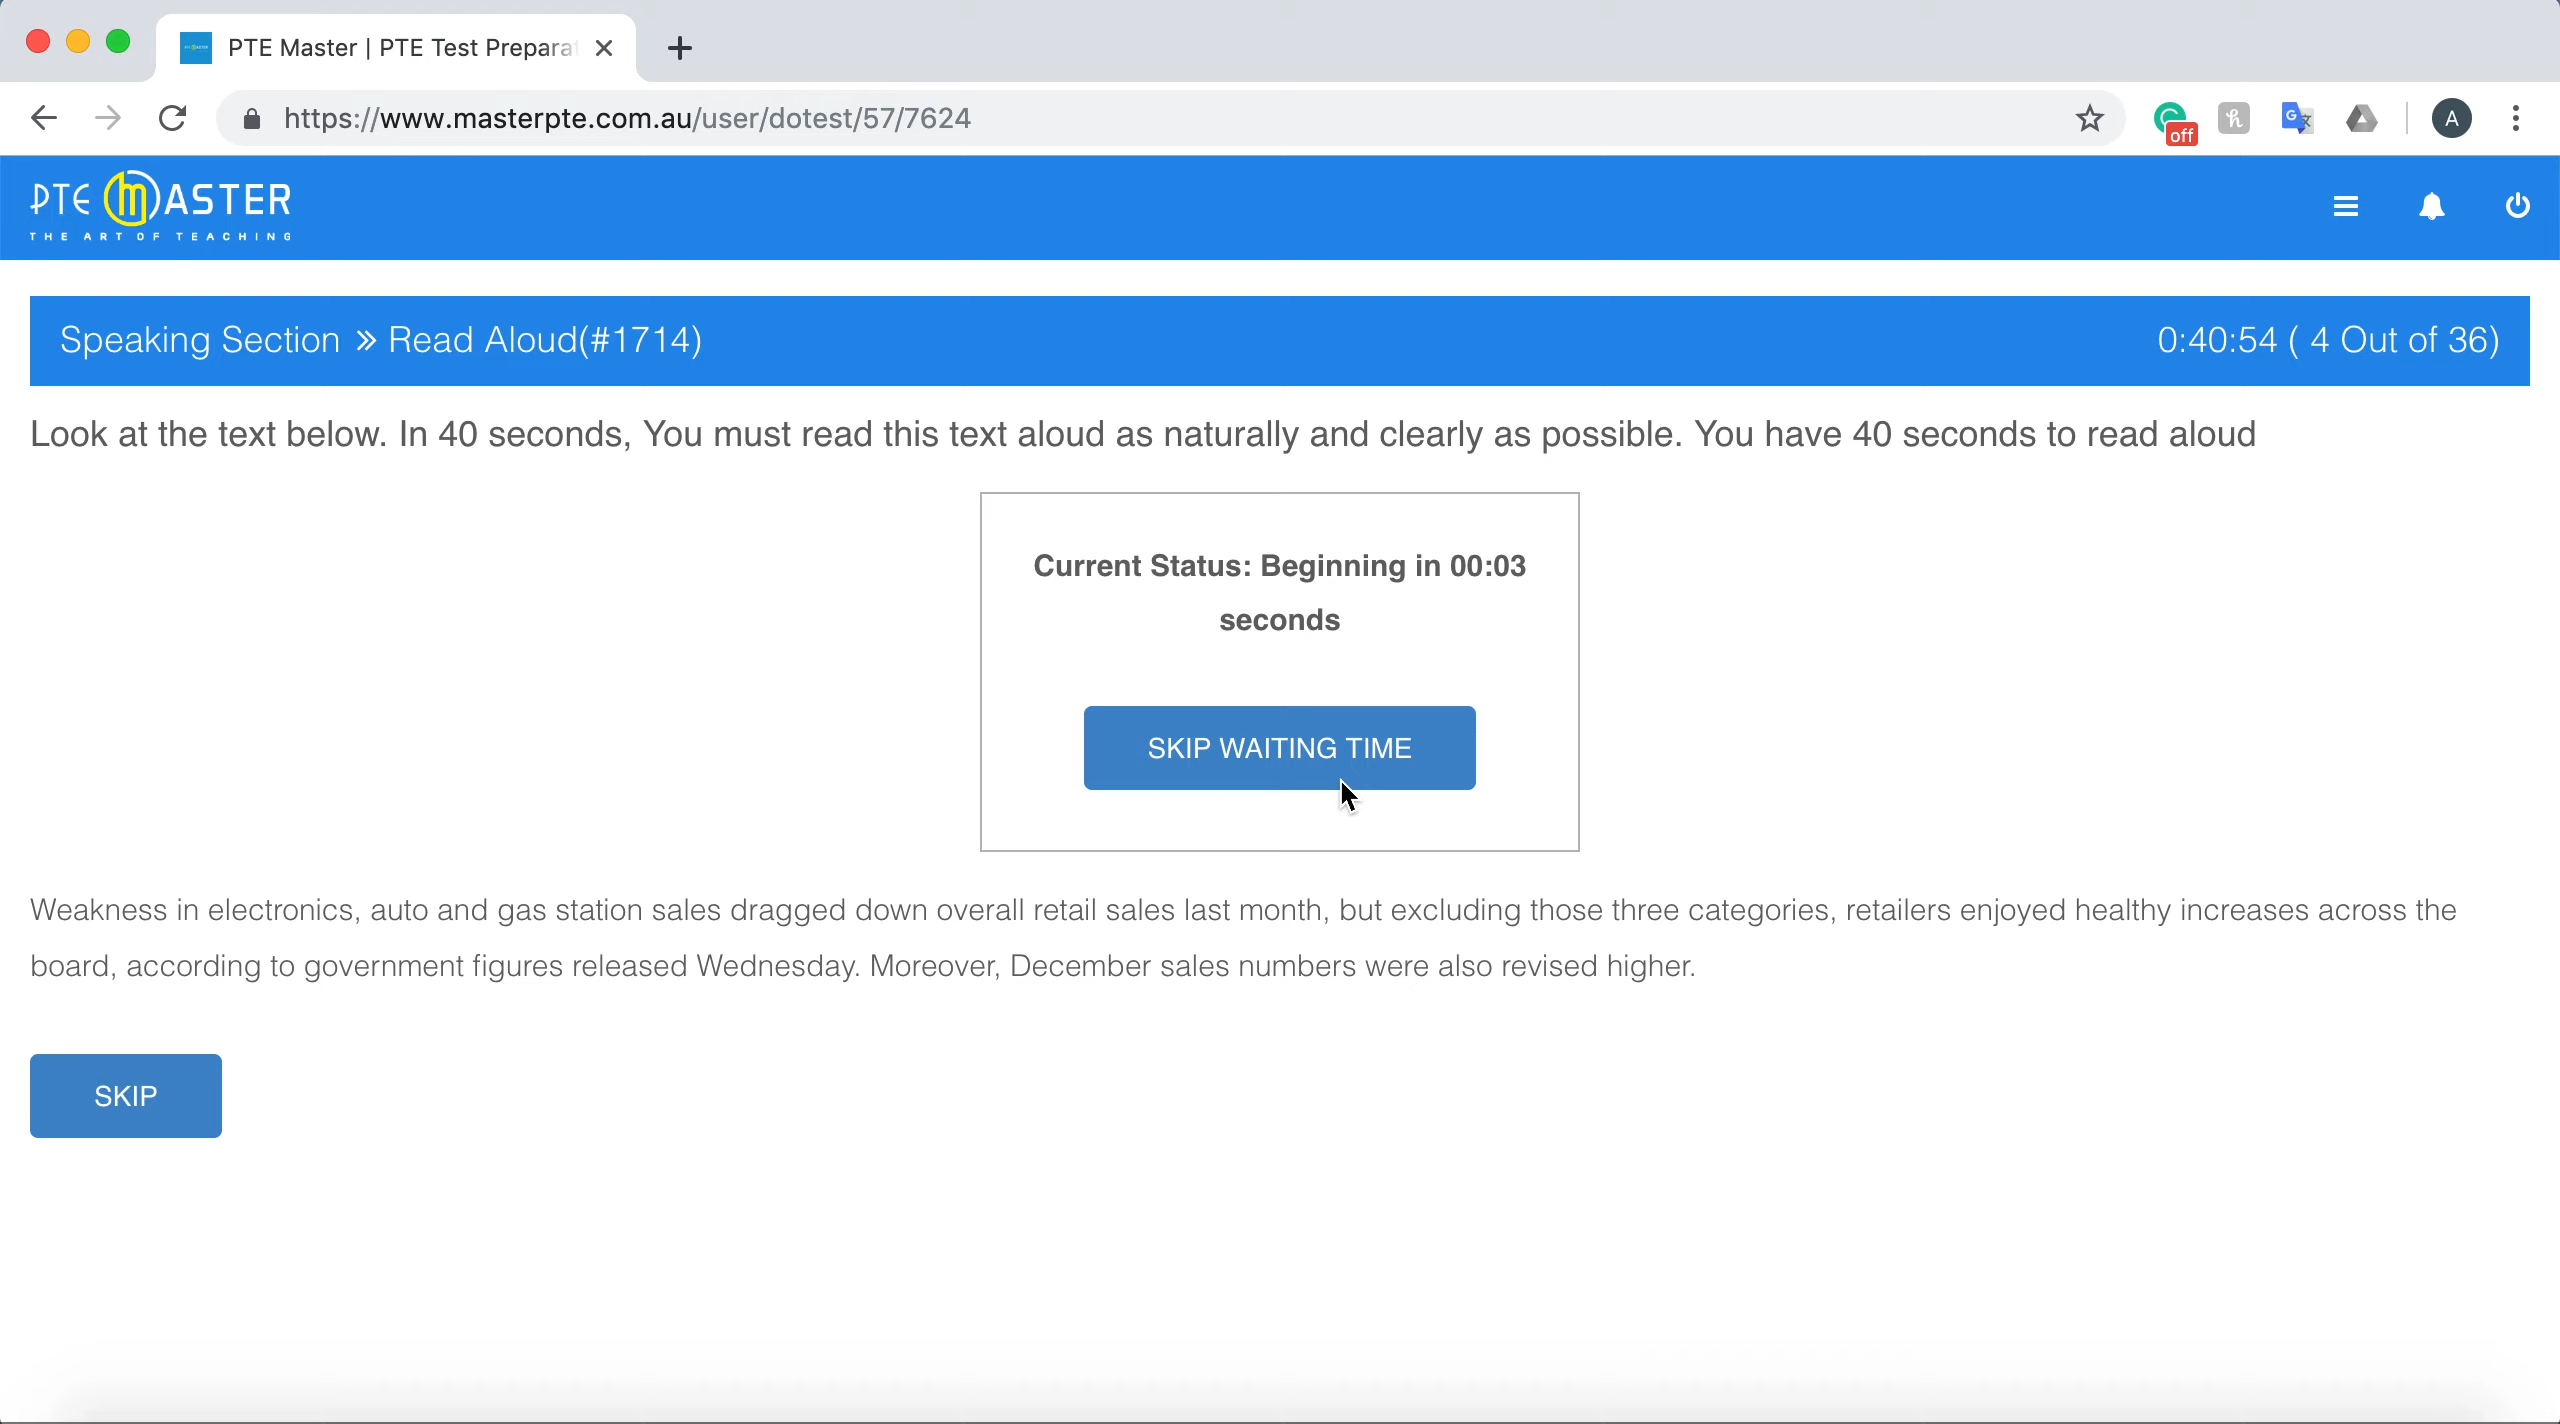 PTE Master | PTE Test Prepara
https://www.masterpte.com.au/user/dotest/57/7624
off
A
PTE MASTER
THE ART OF TEACHING
Speaking Section » Read Aloud(#1714)
0:40:54 ( 4 Out of 36)
Look at the text below. In 40 seconds, You must read this text aloud as naturally and clearly as possible. You have 40 seconds to read aloud
Current Status: Beginning in 00:03
seconds
SKIP WAITING TIME
Weakness in electronics, auto and gas station sales dragged down overall retail sales last month, but excluding those three categories, retailers enjoyed healthy increases across the
board, according to government figures released Wednesday. Moreover, December sales numbers were also revised higher.
SKIP